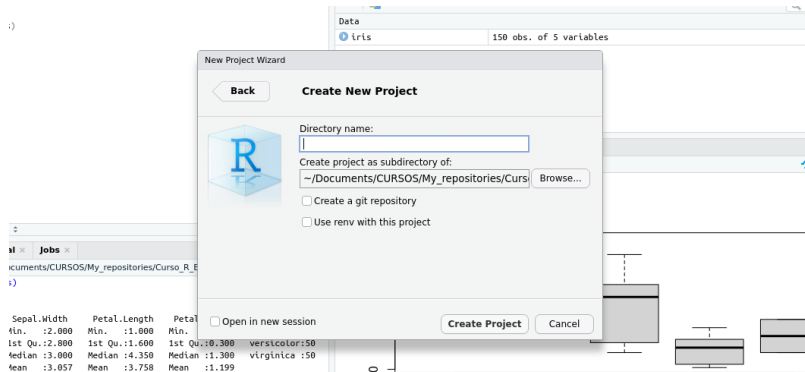 ;)
Data
iris 150 obs. of 5 variables
New Project Wizard
Back
Create New Project
Directory name:
R
Create project as subdirectory of:
~/Documents/CURSOS/My_repositories/Curs
Browse...
Create a git repository
Use renv with this project
al × Jobs ×
ocuments/CURSOS/My_repositories/Curso_R_B
s)
Open in new session
Create Project
Cancel
Sepal.Width Petal.Length Petal
Min. :2.000 Min. :1.000 Min.
1st Qu.:2.800 1st Qu.:1.600 1st Qu.:0.300 versicolor:50
Median :3.000 Median :4.350 Median :1.300 virginica :50
Mean :3.057 Mean :3.758 Mean :1.199
0